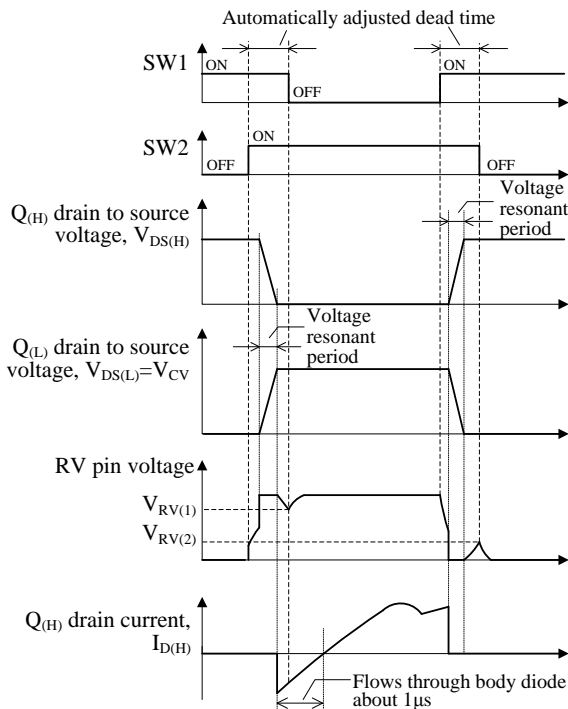 Automatically adjusted dead time
SW1
ON
OFF
ON
SW2
OFF
ON
OFF
Q(H) drain to source
voltage, VDS(H)
Voltage
resonant
period
Q(L) drain to source
voltage, VDS(L)=VCV
Voltage
resonant
period
RV pin voltage
VRV(1)
VRV(2)
Q(H) drain current,
ID(H)
Flows through body diode
about 1μs